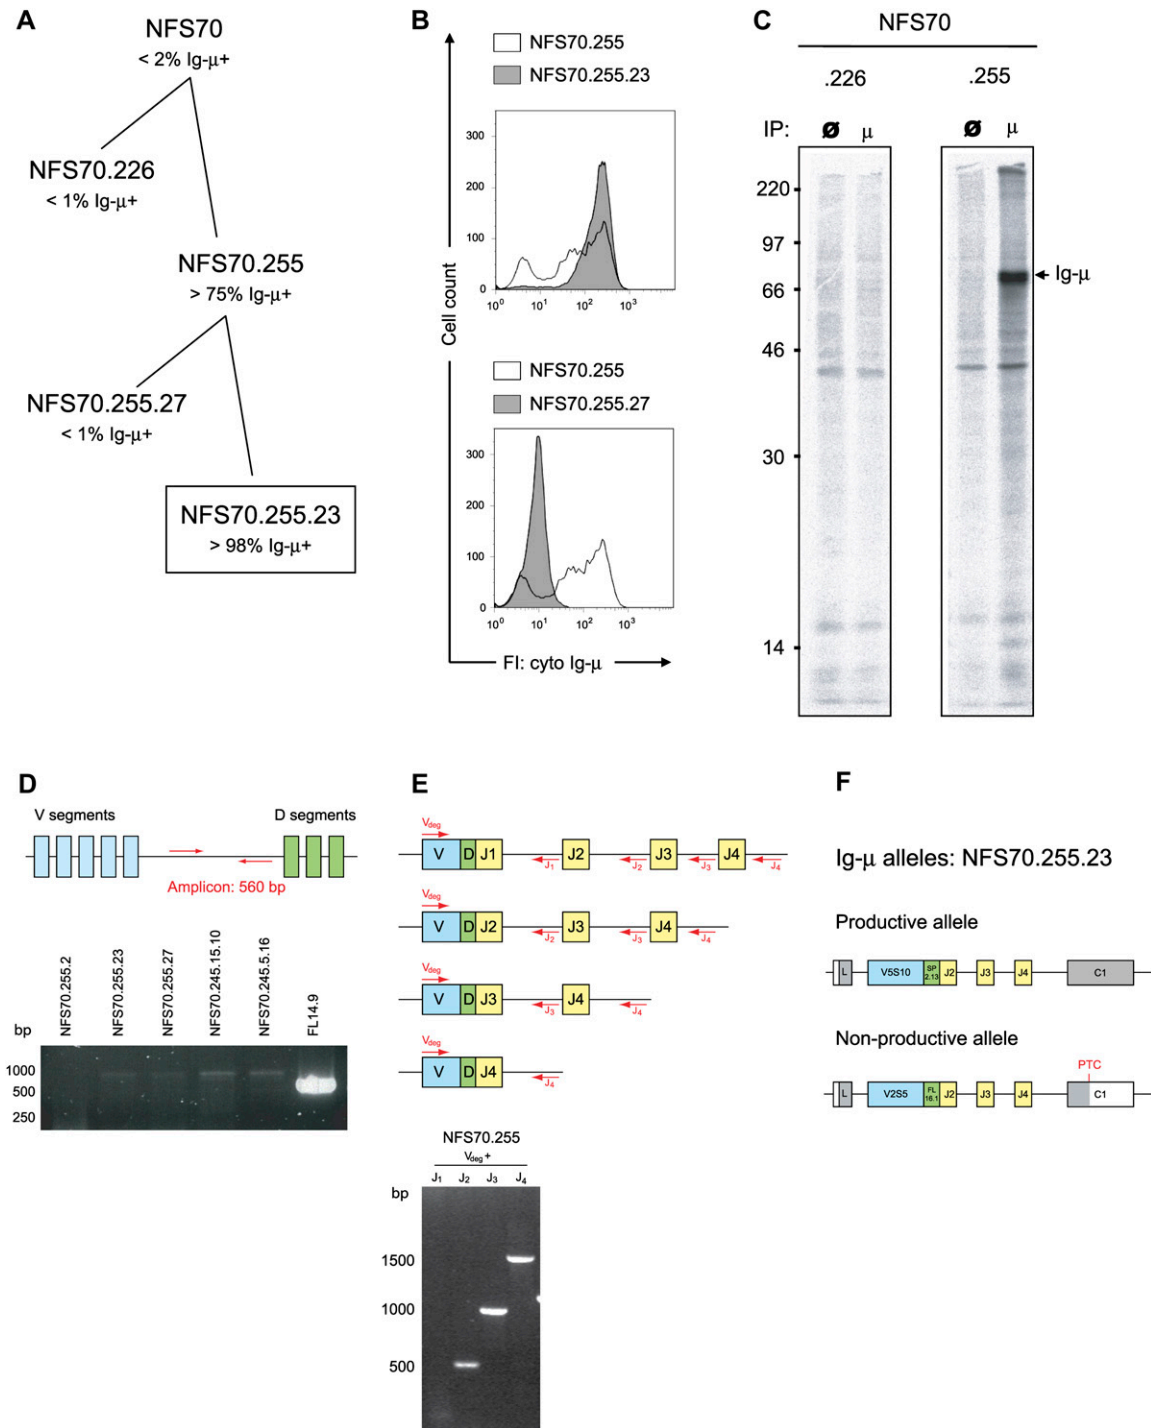 A
NFS70
< 2% Ig-μ+
NFS70.226
< 1% Ig-μ+
NFS70.255
> 75% Ig-μ+
NFS70.255.27
< 1% Ig-μ+
NFS70.255.23
> 98% Ig-μ+
B
NFS70.255
NFS70.255.23
300
200
100
0
10⁰ 10¹ 10² 10³
NFS70.255
NFS70.255.27
300
200
100
0
10⁰ 10¹ 10² 10³
Cell count
FI: cyto Ig-μ
C
NFS70
.226 .255
IP: Ø μ Ø μ
220
97
66
46
30
14
Ig-μ
D
V segments D segments
Amplicon: 560 bp
NFS70.255.2
NFS70.255.23
NFS70.255.27
NFS70.245.15.10
NFS70.245.5.16
FL14.9
bp
1000
500
250
E
Vdeg
V D J1 J2 J3 J4
J1 J2 J3 J4
Vdeg
V D J2 J3 J4
J2 J3 J4
Vdeg
V D J3 J4
J3 J4
Vdeg
V D J4
J4
NFS70.255
Vdeg +
J1 J2 J3 J4
bp
1500
1000
500
F
Ig-μ alleles: NFS70.255.23
Productive allele
L V5S10 SP 2.13 J2 J3 J4 C1
Non-productive allele
PTC
L V2S5 FL 16.1 J2 J3 J4 C1